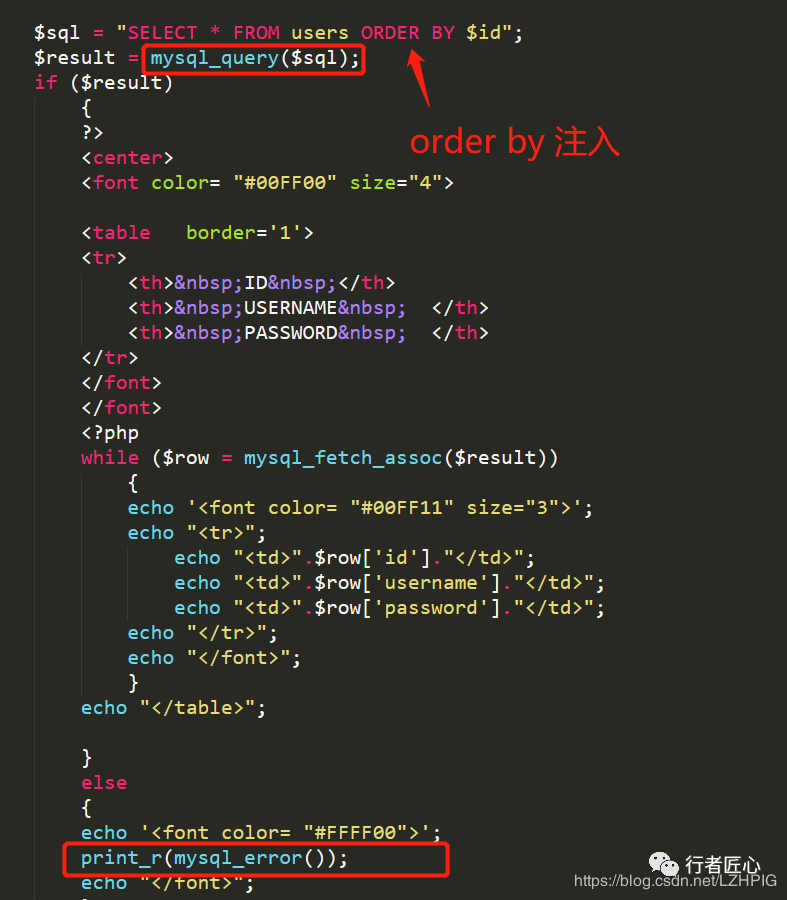 $sql = "SELECT * FROM users ORDER BY $id";
$result = mysql_query($sql);
if ($result)
{
?>
order by 注入
<center>
<font color= "#00FF00" size="4">
<table   border='1'>
<tr>
<th>&nbsp;ID&nbsp;</th>
<th>&nbsp;USERNAME&nbsp;  </th>
<th>&nbsp;PASSWORD&nbsp;  </th>
</tr>
</font>
</font>
<?php
while ($row = mysql_fetch_assoc($result))
{
echo '<font color= "#00FF11" size="3">';
echo "<tr>";
echo "<td>".$row['id']."</td>";
echo "<td>".$row['username']."</td>";
echo "<td>".$row['password']."</td>";
echo "</tr>";
echo "</font>";
}
echo "</table>";
}
else
{
echo '<font color= "#FFFF00">';
print_r(mysql_error());
echo "</font>";
行者匠心
https://blog.csdn.net/LZHPIG